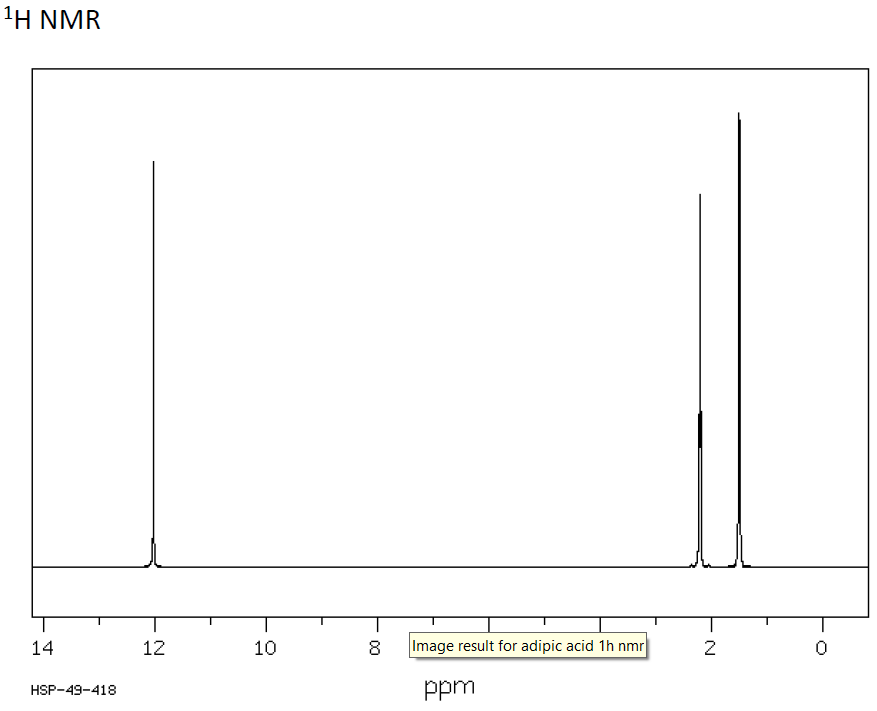 ¹H NMR
14 12 10 8 2 0
Image result for adipic acid 1h nmr
HSP-49-418
ppm